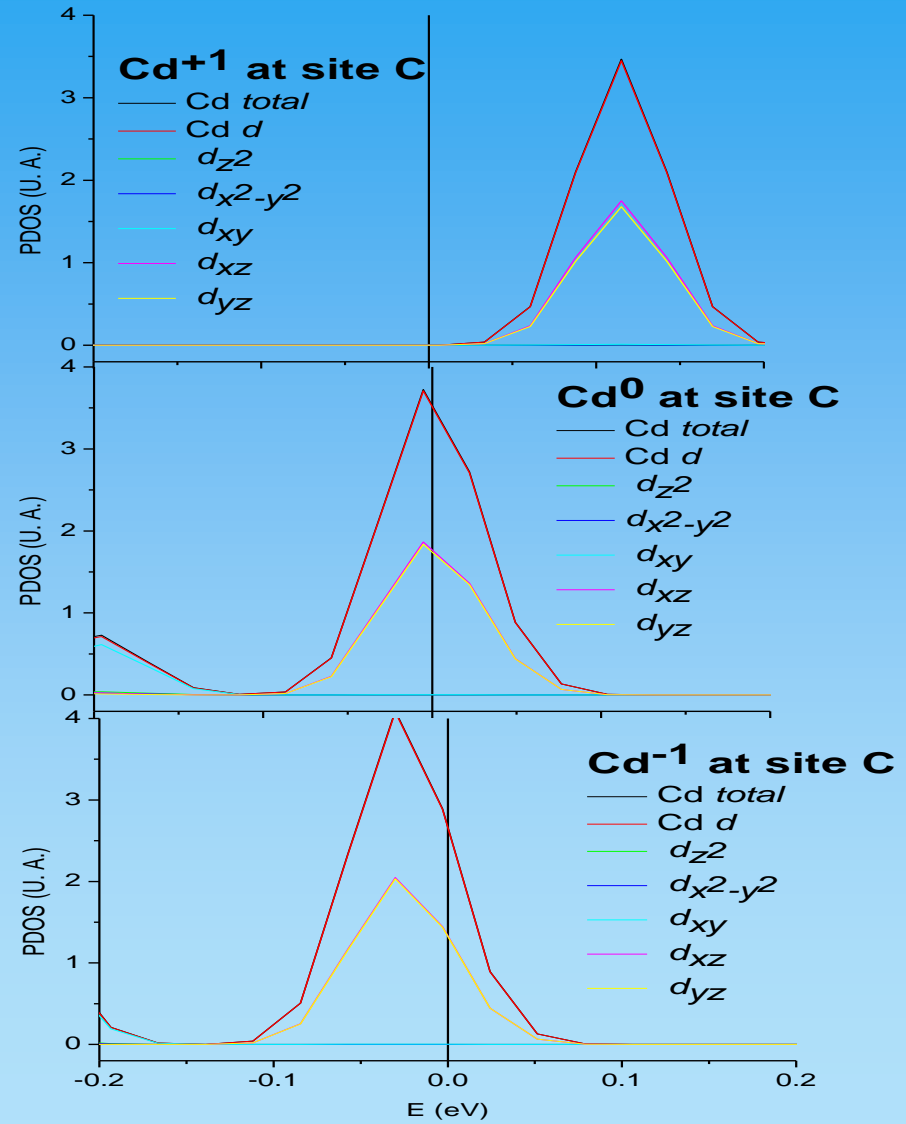 4
Cd+1 at site C
Cd total
3
Cd d
dz2
PDOS (U. A.)
2
dx2-y2
dxy
1
dxz
dyz
0
4
Cd0 at site C
Cd total
3
Cd d
dz2
PDOS (U. A.)
2
dx2-y2
dxy
1
dxz
dyz
0
4
Cd-1 at site C
3
Cd total
Cd d
dz2
PDOS (U. A.)
2
dx2-y2
dxy
1
dxz
dyz
0
-0.2
-0.1
0.0
0.1
0.2
E (eV)